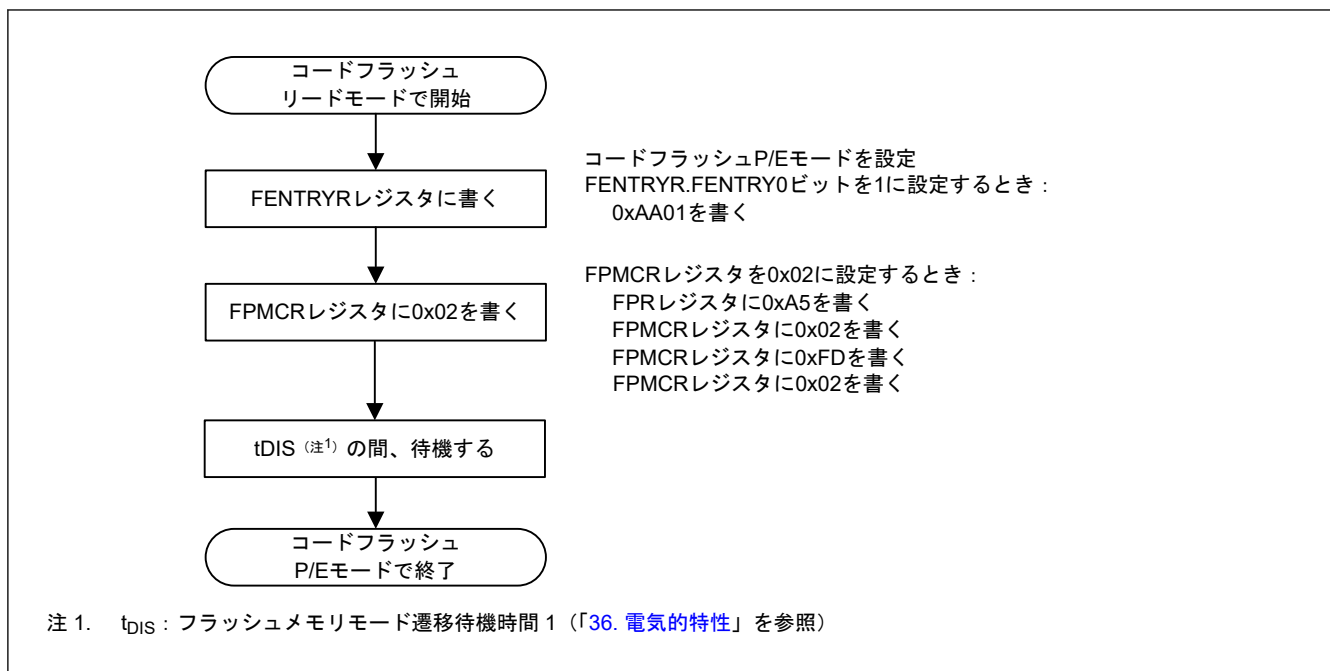 コードフラッシュ
リードモードで開始
FENTRYRレジスタに書く
コードフラッシュP/Eモードを設定
FENTRYR.FENTRY0ビットを1に設定するとき：
0xAA01を書く
FPMCRレジスタに0x02を書く
FPMCRレジスタを0x02に設定するとき：
FPRレジスタに0xA5を書く
FPMCRレジスタに0x02を書く
FPMCRレジスタに0xFDを書く
FPMCRレジスタに0x02を書く
tDIS（注1）の間、待機する
コードフラッシュ
P/Eモードで終了
注 1. tDIS：フラッシュメモリモード遷移待機時間 1（「36. 電気的特性」を参照）